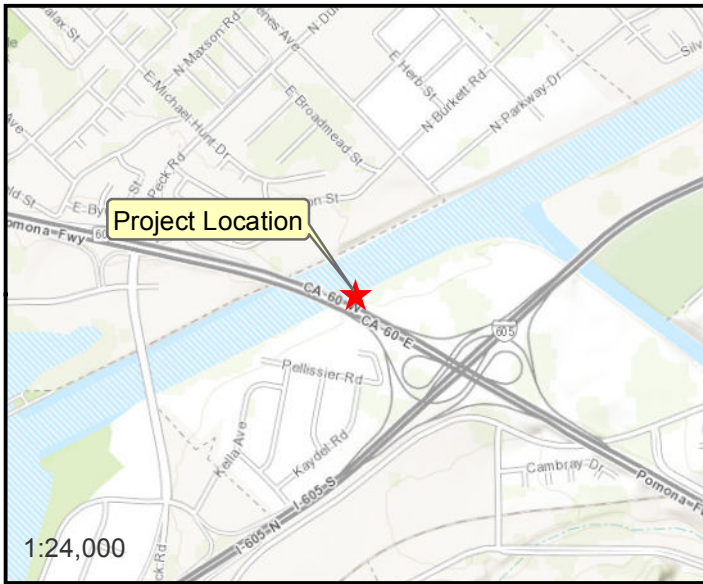 N Maxson Rd
E Michael Hunt Dr
E Broadmead St
E Herb St
N Burkett Rd
N Parkway Dr
Peck Rd
Project Location
Pomona Fwy
60
CA-60 W
CA-60 E
605
Pellissier Rd
Kella Ave
Kaydel Rd
I-605 S
I-605 N
Cambray Dr
1:24,000